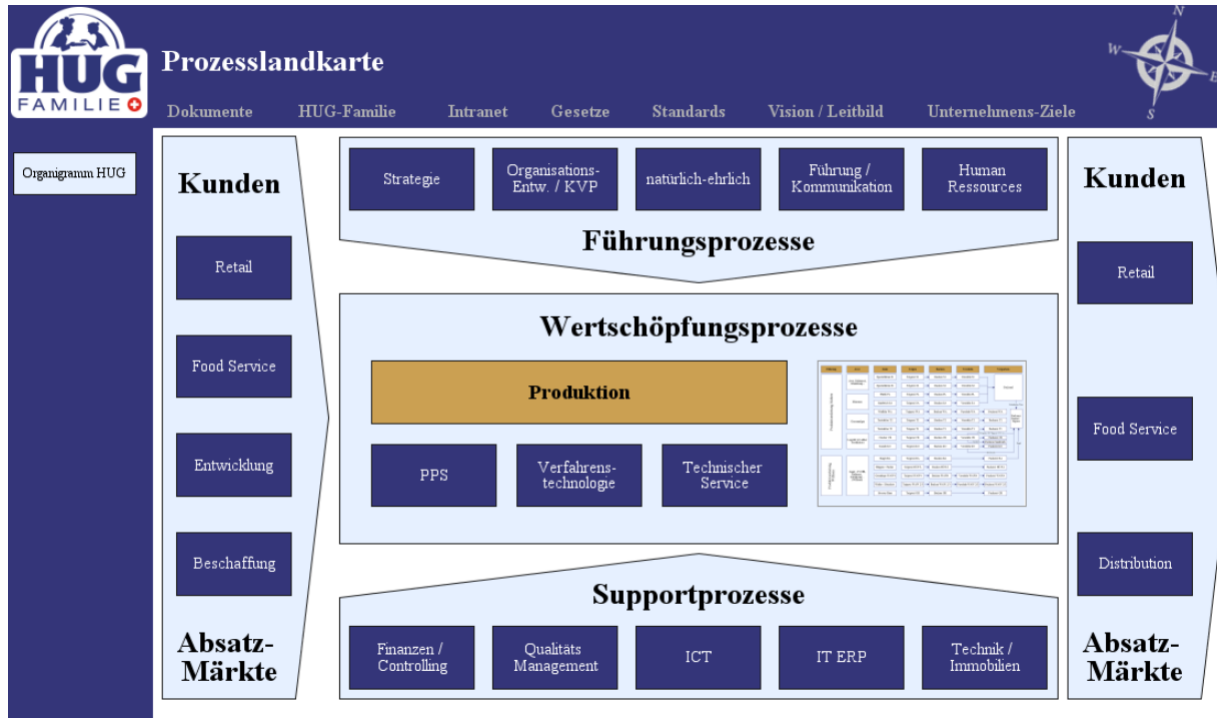 HUG
FAMILIE
Prozesslandkarte
N
W
E
S
Dokumente HUG-Familie Intranet Gesetze Standards Vision / Leitbild Unternehmens-Ziele
Organigramm HUG
Kunden
Retail
Food Service
Entwicklung
Beschaffung
Absatz-
Märkte
Strategie
Organisations-
Entw. / KVP
natürlich-ehrlich
Führung /
Kommunikation
Human
Ressources
Führungsprozesse
Wertschöpfungsprozesse
Produktion
PPS
Verfahrens-
technologie
Technischer
Service
Supportprozesse
Finanzen /
Controlling
Qualitäts
Management
ICT
IT ERP
Technik /
Immobilien
Kunden
Retail
Food Service
Distribution
Absatz-
Märkte